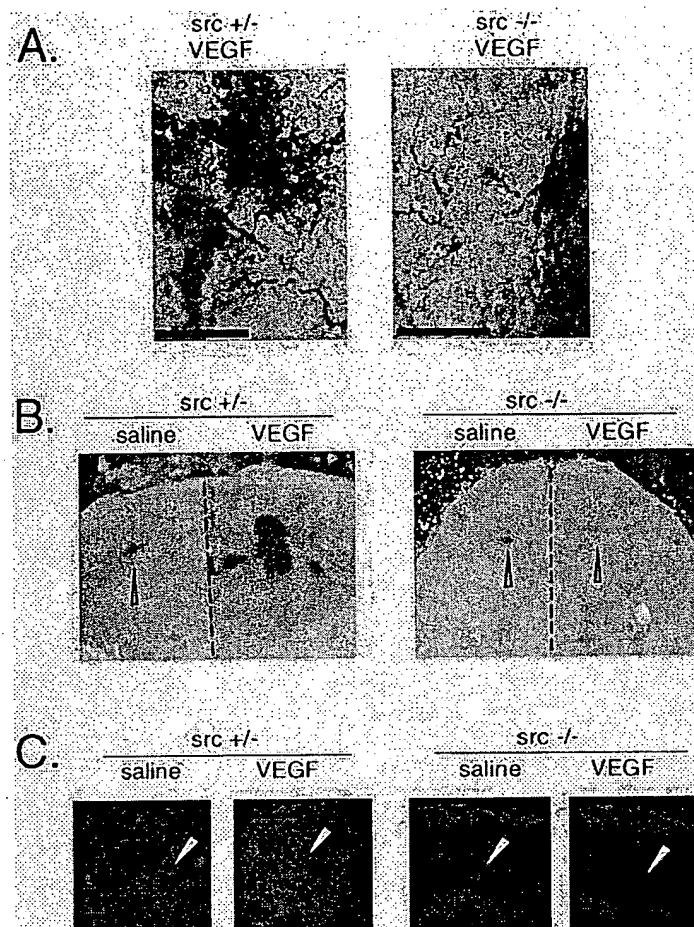 A.
src +/-
VEGF
src -/-
VEGF
B.
src +/-
src -/-
saline
VEGF
saline
VEGF
C.
src +/-
src -/-
saline
VEGF
saline
VEGF